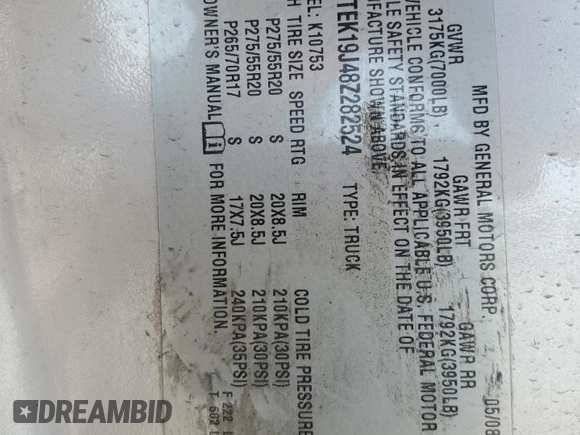 MFD BY GENERAL MOTORS CORP. 05/08
GVWR GAWR FRT GAWR RR
3175KG(7000LB) 1792KG(3950LB) 1792KG(3950LB)
VEHICLE CONFORMS TO ALL APPLICABLE U.S. FEDERAL MOTOR
LE SAFETY STANDARDS IN EFFECT ON THE DATE OF
FACTURE SHOWN ABOVE.
TEK19J48Z282524 TYPE: TRUCK
EL: K10753
H TIRE SIZE SPEED RTG RIM COLD TIRE PRESSURE
P275/55R20 S 20X8.5J 210KPA(30PSI)
P275/55R20 S 20X8.5J 210KPA(30PSI)
P265/70R17 S 17X7.5J 240KPA(35PSI)
OWNER'S MANUAL FOR MORE INFORMATION.
F 222
T 602
DREAMBID